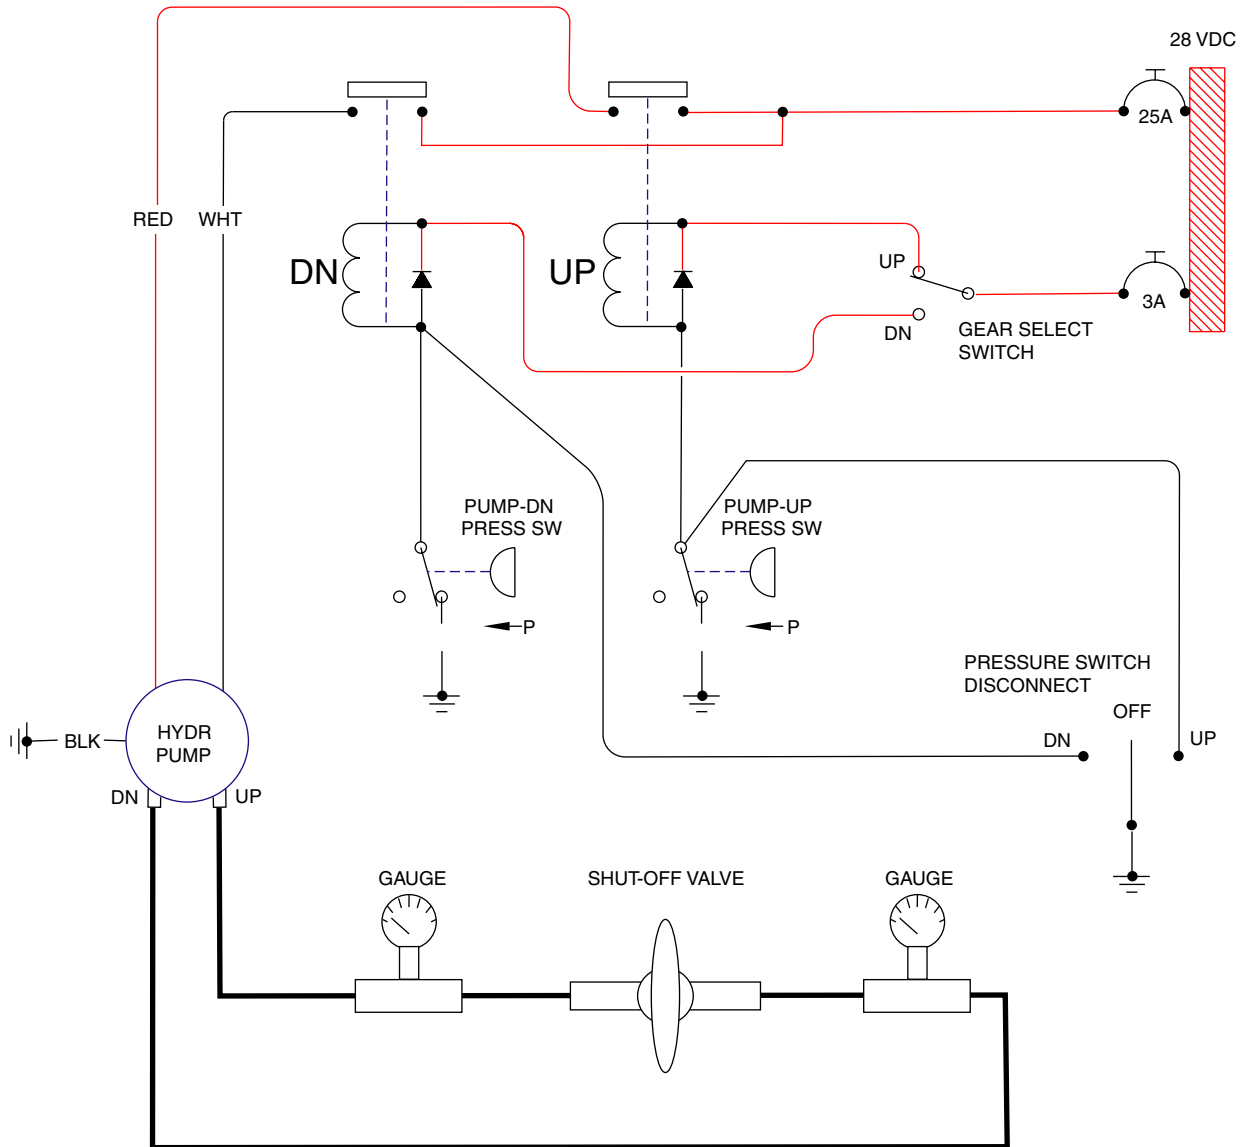 28 VDC
25A
RED
WHT
DN
UP
UP
DN
3A
GEAR SELECT
SWITCH
PUMP-DN
PRESS SW
PUMP-UP
PRESS SW
P
P
PRESSURE SWITCH
DISCONNECT
OFF
DN
UP
BLK
HYDR
PUMP
DN
UP
GAUGE
SHUT-OFF VALVE
GAUGE